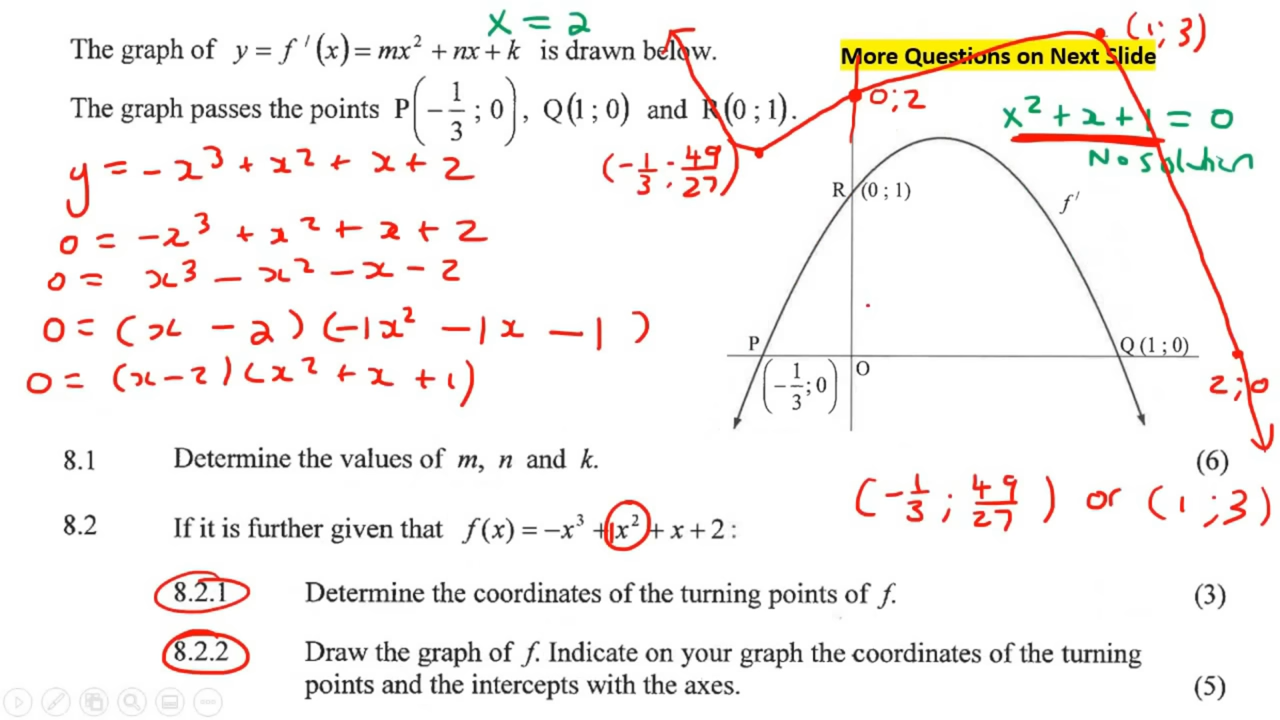 x = 2
The graph of y = f ′(x) = mx² + nx + k is drawn below.
More Questions on Next Slide
(1 ; 3)
The graph passes the points P(−1/3 ; 0), Q(1 ; 0) and R(0 ; 1).
0 ; 2
x² + x + 1 = 0
No solution
y = −x³ + x² + x + 2
(−1/3 ; 49/27)
R (0 ; 1)
f ′
0 = −x³ + x² + x + 2
0 = x³ − x² − x − 2
0 = (x − 2)(−1x² − 1x − 1)
P
Q (1 ; 0)
0 = (x − 2)(x² + x + 1)
(−1/3 ; 0)
O
2 ; 0
8.1 Determine the values of m, n and k. (6)
(−1/3 ; 49/27) or (1 ; 3)
8.2 If it is further given that f(x) = −x³ + 1x² + x + 2 :
8.2.1 Determine the coordinates of the turning points of f. (3)
8.2.2 Draw the graph of f. Indicate on your graph the coordinates of the turning
points and the intercepts with the axes. (5)